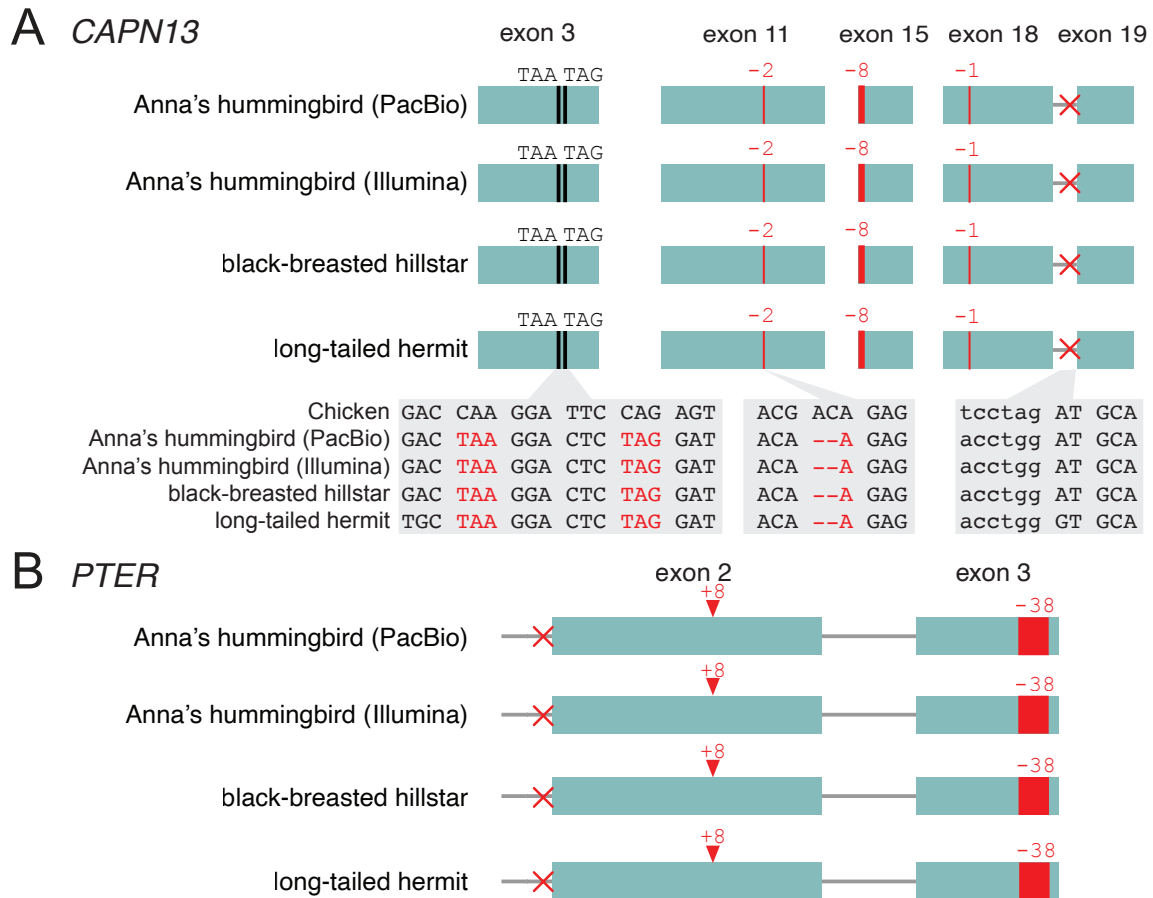 A CAPN13
exon 3 exon 11 exon 15 exon 18 exon 19
TAA TAG -2 -8 -1
Anna's hummingbird (PacBio)
TAA TAG -2 -8 -1
Anna's hummingbird (Illumina)
TAA TAG -2 -8 -1
black-breasted hillstar
TAA TAG -2 -8 -1
long-tailed hermit
Chicken GAC CAA GGA TTC CAG AGT ACG ACA GAG tcctag AT GCA
Anna's hummingbird (PacBio) GAC TAA GGA CTC TAG GAT ACA --A GAG acctgg AT GCA
Anna's hummingbird (Illumina) GAC TAA GGA CTC TAG GAT ACA --A GAG acctgg AT GCA
black-breasted hillstar GAC TAA GGA CTC TAG GAT ACA --A GAG acctgg AT GCA
long-tailed hermit TGC TAA GGA CTC TAG GAT ACA --A GAG acctgg GT GCA
B PTER
exon 2 exon 3
+8 -38
Anna's hummingbird (PacBio)
+8 -38
Anna's hummingbird (Illumina)
+8 -38
black-breasted hillstar
+8 -38
long-tailed hermit